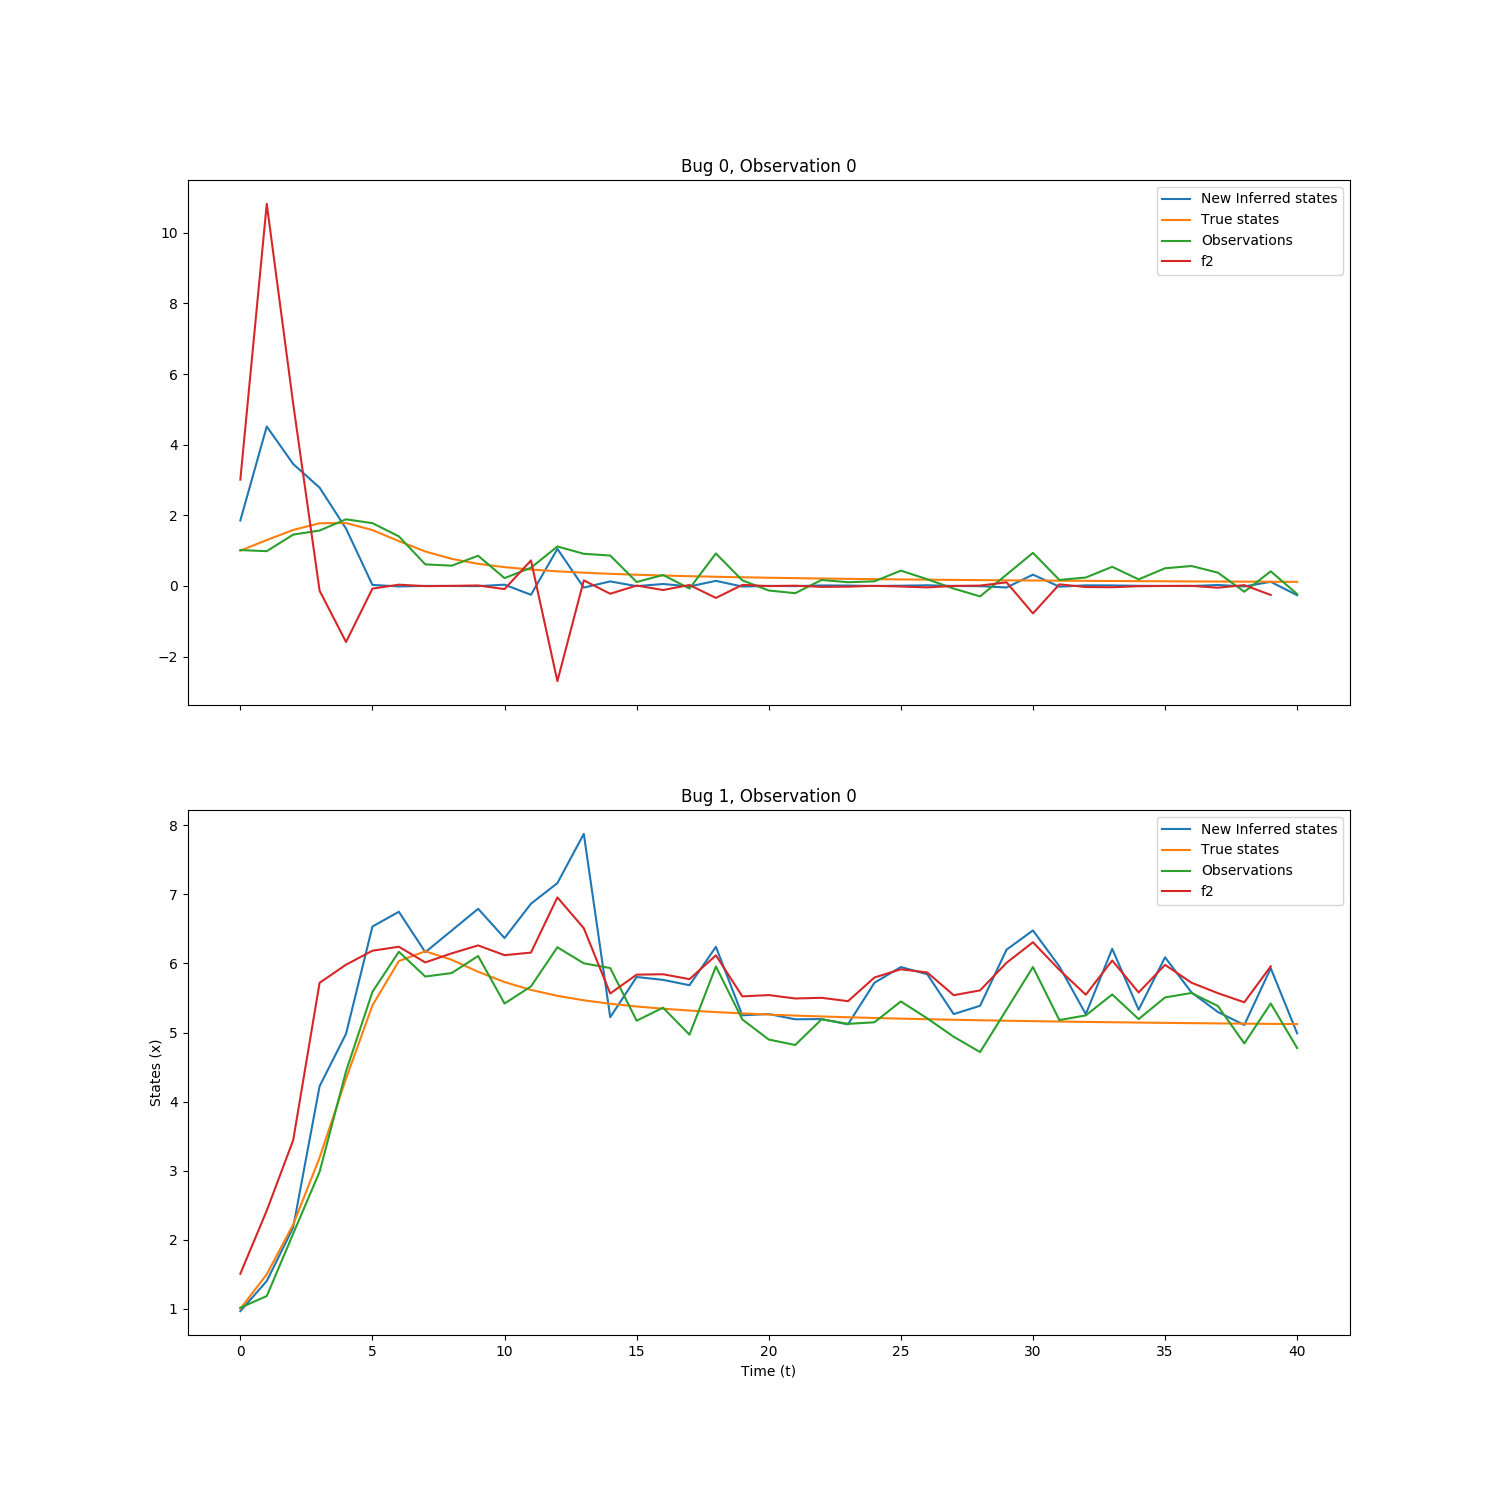 Bug 0, Observation 0
New Inferred states
True states
Observations
f2
10
8
6
4
2
0
−2
Bug 1, Observation 0
New Inferred states
True states
Observations
f2
8
7
6
5
4
3
2
1
States (x)
0 5 10 15 20 25 30 35 40
Time (t)